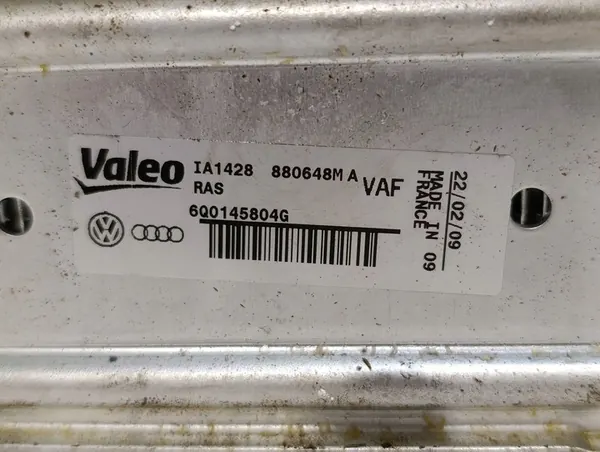 Valeo IA1428 880648M A VAF
RAS
6Q0145804G
22/02/09
MADE IN 09
FRANCE